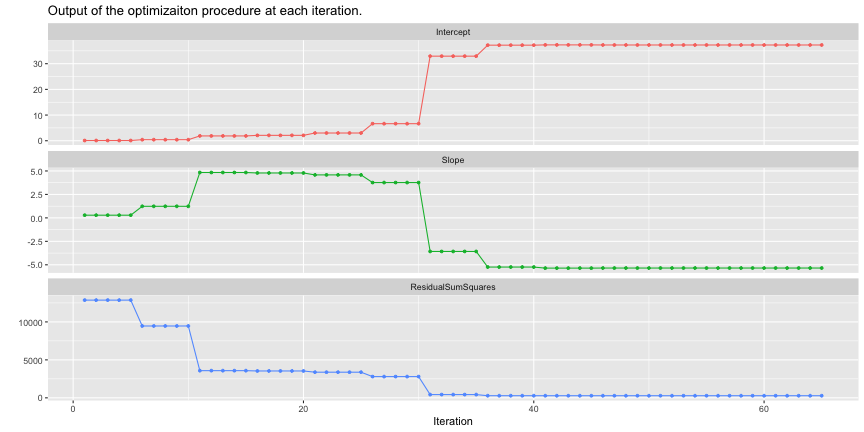 Output of the optimizaiton procedure at each iteration.
Intercept
30
20
10
0
Slope
5.0
2.5
0.0
-2.5
-5.0
ResidualSumSquares
10000
5000
0
0 20 40 60
Iteration